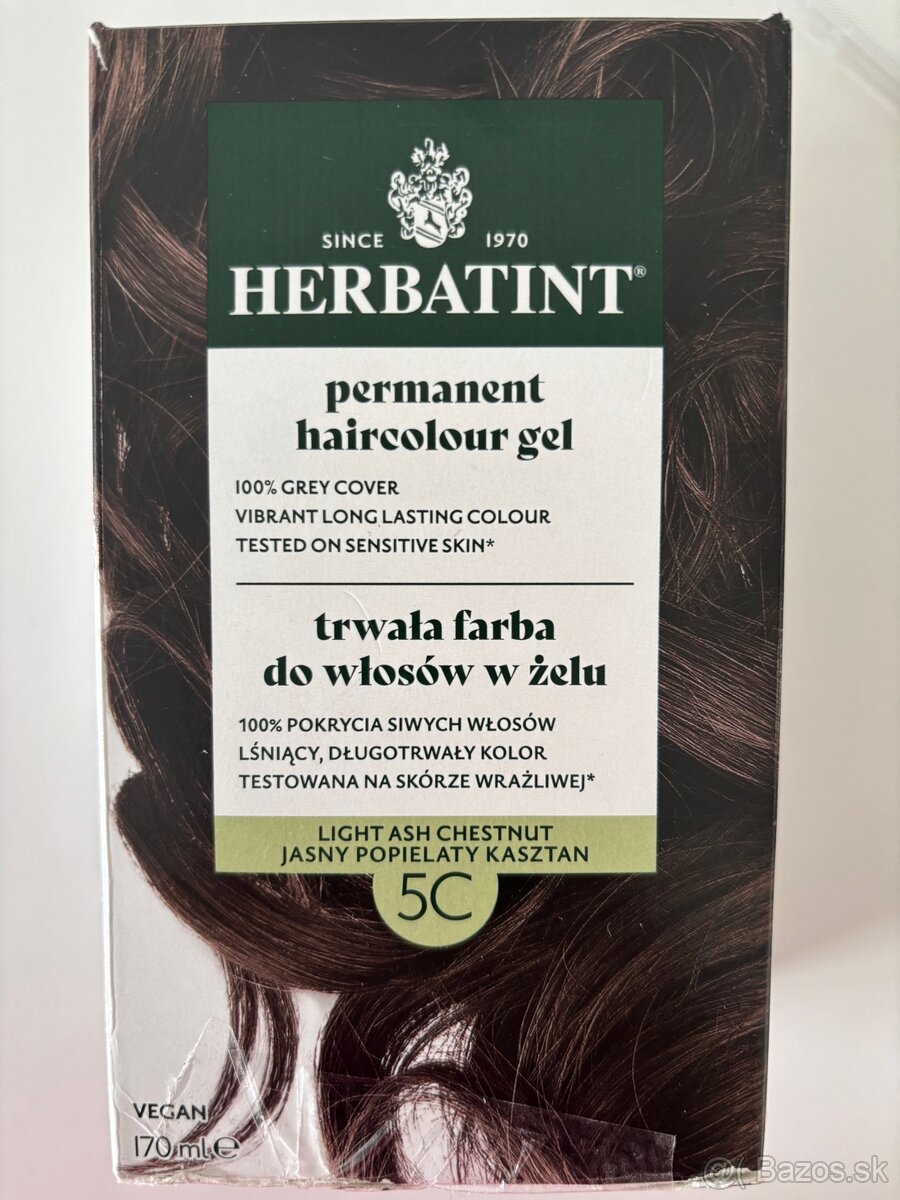 SINCE 1970
HERBATINT®
permanent
haircolour gel
100% GREY COVER
VIBRANT LONG LASTING COLOUR
TESTED ON SENSITIVE SKIN*
trwała farba
do włosów w żelu
100% POKRYCIA SIWYCH WŁOSÓW
LŚNIĄCY, DŁUGOTRWAŁY KOLOR
TESTOWANA NA SKÓRZE WRAŻLIWEJ*
LIGHT ASH CHESTNUT
JASNY POPIELATY KASZTAN
5C
VEGAN
170 ml ℮
Bazos.sk